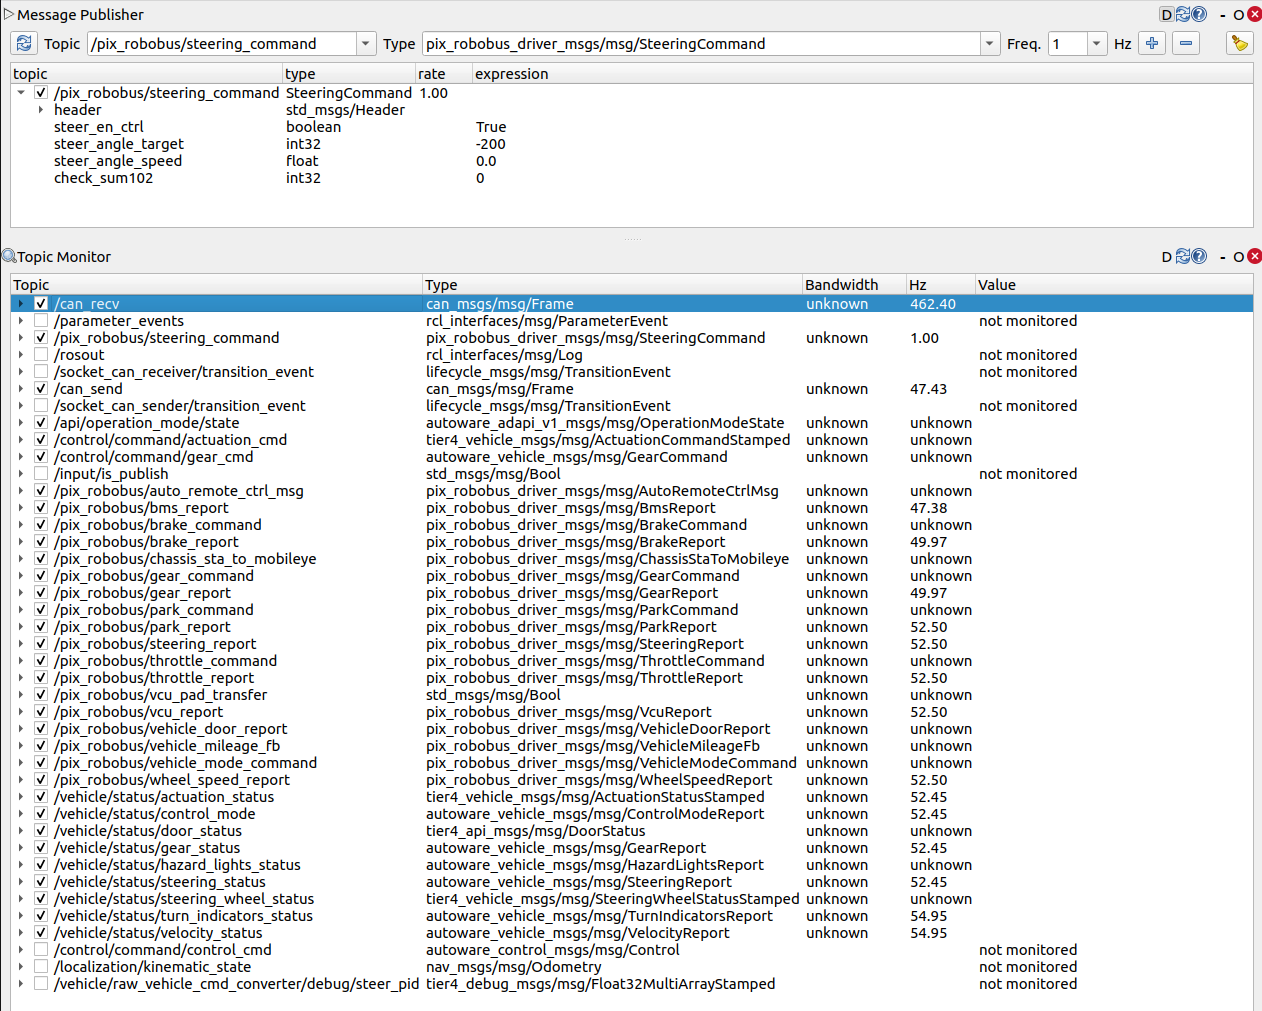 Message Publisher D - O
Topic /pix_robobus/steering_command Type pix_robobus_driver_msgs/msg/SteeringCommand Freq. 1 Hz
topic type rate expression
/pix_robobus/steering_command SteeringCommand 1.00
header std_msgs/Header
steer_en_ctrl boolean True
steer_angle_target int32 -200
steer_angle_speed float 0.0
check_sum102 int32 0
Topic Monitor D - O
Topic Type Bandwidth Hz Value
/can_recv can_msgs/msg/Frame unknown 462.40
/parameter_events rcl_interfaces/msg/ParameterEvent not monitored
/pix_robobus/steering_command pix_robobus_driver_msgs/msg/SteeringCommand unknown 1.00
/rosout rcl_interfaces/msg/Log not monitored
/socket_can_receiver/transition_event lifecycle_msgs/msg/TransitionEvent not monitored
/can_send can_msgs/msg/Frame unknown 47.43
/socket_can_sender/transition_event lifecycle_msgs/msg/TransitionEvent not monitored
/api/operation_mode/state autoware_adapi_v1_msgs/msg/OperationModeState unknown unknown
/control/command/actuation_cmd tier4_vehicle_msgs/msg/ActuationCommandStamped unknown unknown
/control/command/gear_cmd autoware_vehicle_msgs/msg/GearCommand unknown unknown
/input/is_publish std_msgs/msg/Bool not monitored
/pix_robobus/auto_remote_ctrl_msg pix_robobus_driver_msgs/msg/AutoRemoteCtrlMsg unknown unknown
/pix_robobus/bms_report pix_robobus_driver_msgs/msg/BmsReport unknown 47.38
/pix_robobus/brake_command pix_robobus_driver_msgs/msg/BrakeCommand unknown unknown
/pix_robobus/brake_report pix_robobus_driver_msgs/msg/BrakeReport unknown 49.97
/pix_robobus/chassis_sta_to_mobileye pix_robobus_driver_msgs/msg/ChassisStaToMobileye unknown unknown
/pix_robobus/gear_command pix_robobus_driver_msgs/msg/GearCommand unknown unknown
/pix_robobus/gear_report pix_robobus_driver_msgs/msg/GearReport unknown 49.97
/pix_robobus/park_command pix_robobus_driver_msgs/msg/ParkCommand unknown unknown
/pix_robobus/park_report pix_robobus_driver_msgs/msg/ParkReport unknown 52.50
/pix_robobus/steering_report pix_robobus_driver_msgs/msg/SteeringReport unknown 52.50
/pix_robobus/throttle_command pix_robobus_driver_msgs/msg/ThrottleCommand unknown unknown
/pix_robobus/throttle_report pix_robobus_driver_msgs/msg/ThrottleReport unknown 52.50
/pix_robobus/vcu_pad_transfer std_msgs/msg/Bool unknown unknown
/pix_robobus/vcu_report pix_robobus_driver_msgs/msg/VcuReport unknown 52.50
/pix_robobus/vehicle_door_report pix_robobus_driver_msgs/msg/VehicleDoorReport unknown unknown
/pix_robobus/vehicle_mileage_fb pix_robobus_driver_msgs/msg/VehicleMileageFb unknown unknown
/pix_robobus/vehicle_mode_command pix_robobus_driver_msgs/msg/VehicleModeCommand unknown unknown
/pix_robobus/wheel_speed_report pix_robobus_driver_msgs/msg/WheelSpeedReport unknown 52.50
/vehicle/status/actuation_status tier4_vehicle_msgs/msg/ActuationStatusStamped unknown 52.45
/vehicle/status/control_mode autoware_vehicle_msgs/msg/ControlModeReport unknown 52.45
/vehicle/status/door_status tier4_api_msgs/msg/DoorStatus unknown unknown
/vehicle/status/gear_status autoware_vehicle_msgs/msg/GearReport unknown 52.45
/vehicle/status/hazard_lights_status autoware_vehicle_msgs/msg/HazardLightsReport unknown unknown
/vehicle/status/steering_status autoware_vehicle_msgs/msg/SteeringReport unknown 52.45
/vehicle/status/steering_wheel_status tier4_vehicle_msgs/msg/SteeringWheelStatusStamped unknown unknown
/vehicle/status/turn_indicators_status autoware_vehicle_msgs/msg/TurnIndicatorsReport unknown 54.95
/vehicle/status/velocity_status autoware_vehicle_msgs/msg/VelocityReport unknown 54.95
/control/command/control_cmd autoware_control_msgs/msg/Control not monitored
/localization/kinematic_state nav_msgs/msg/Odometry not monitored
/vehicle/raw_vehicle_cmd_converter/debug/steer_pid tier4_debug_msgs/msg/Float32MultiArrayStamped not monitored